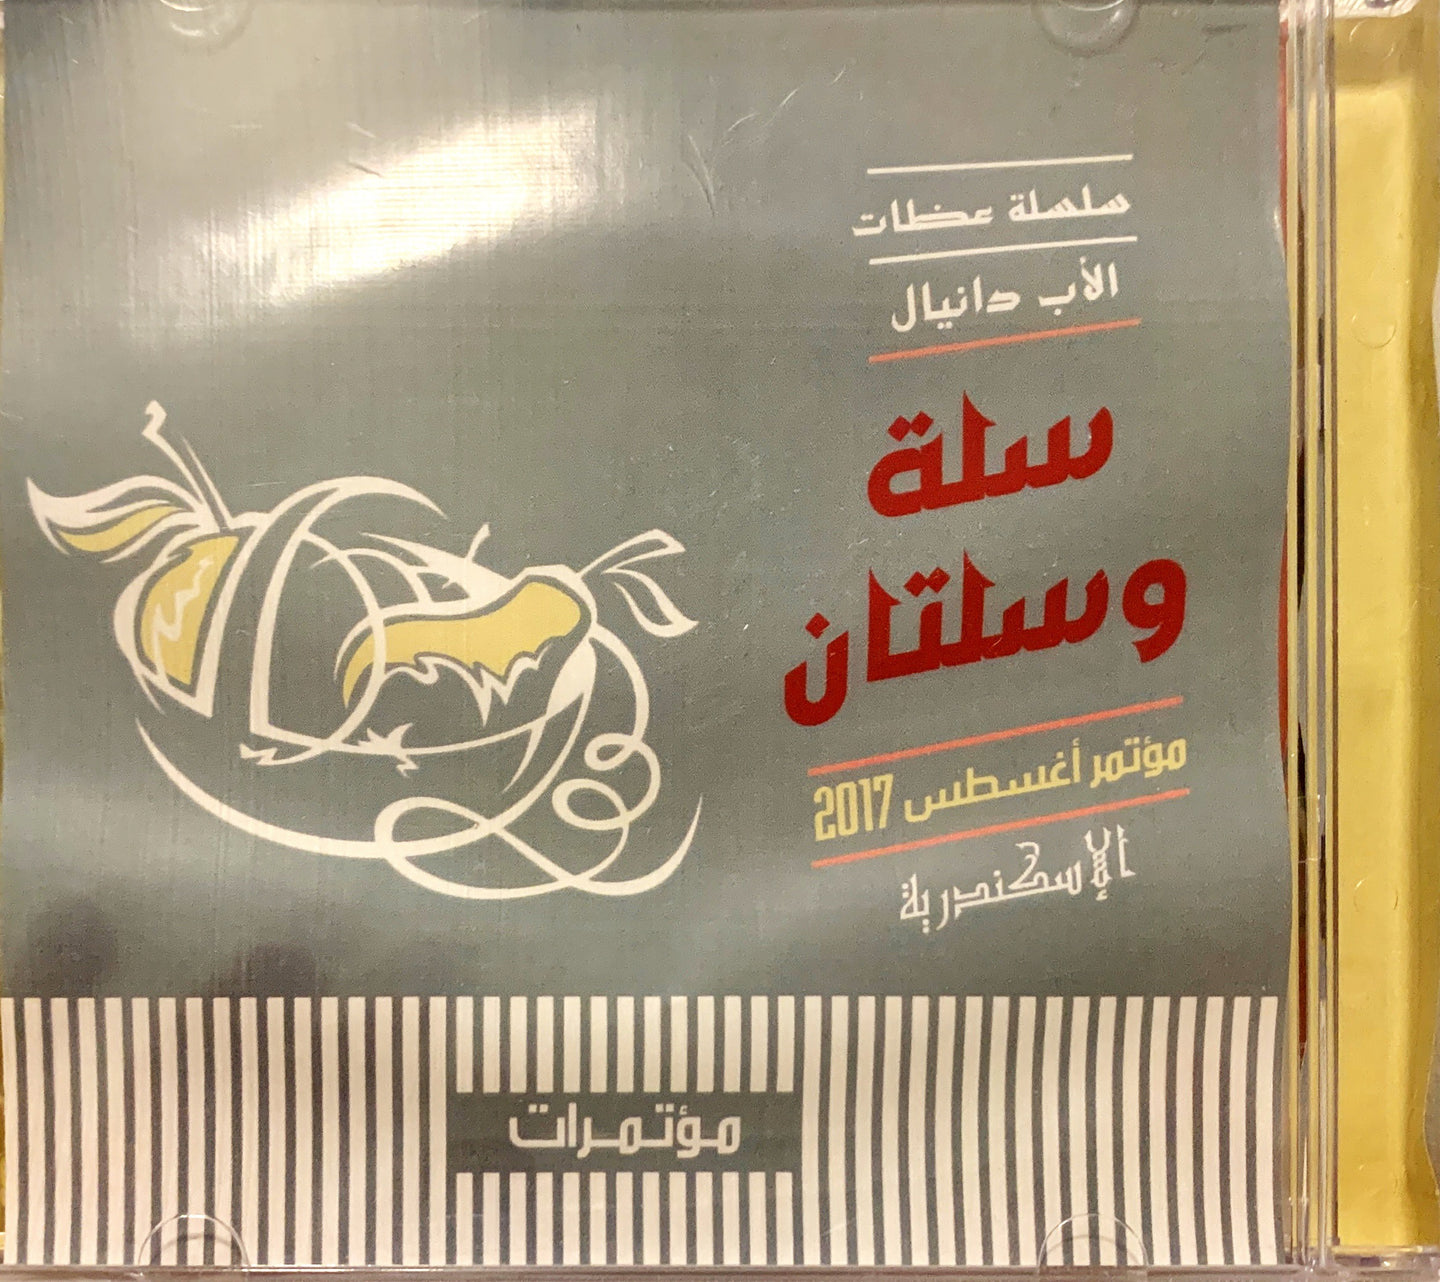 سلسلة عظات
الأب دانيال
سلة
وسلتان
مؤتمر أغسطس 2017
الإسكندرية
مؤتمرات